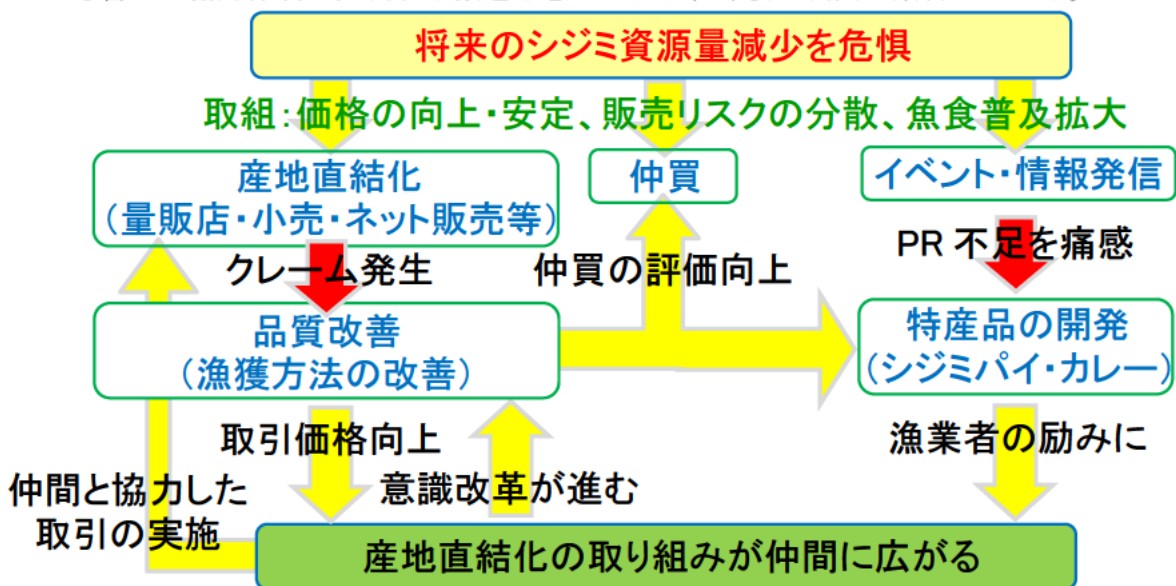 将来のシジミ資源量減少を危惧
取組：価格の向上・安定、販売リスクの分散、魚食普及拡大
産地直結化
（量販店・小売・ネット販売等）
仲買
イベント・情報発信
クレーム発生
仲買の評価向上
PR 不足を痛感
品質改善
（漁獲方法の改善）
特産品の開発
（シジミパイ・カレー）
取引価格向上
意識改革が進む
漁業者の励みに
仲間と協力した
取引の実施
産地直結化の取り組みが仲間に広がる